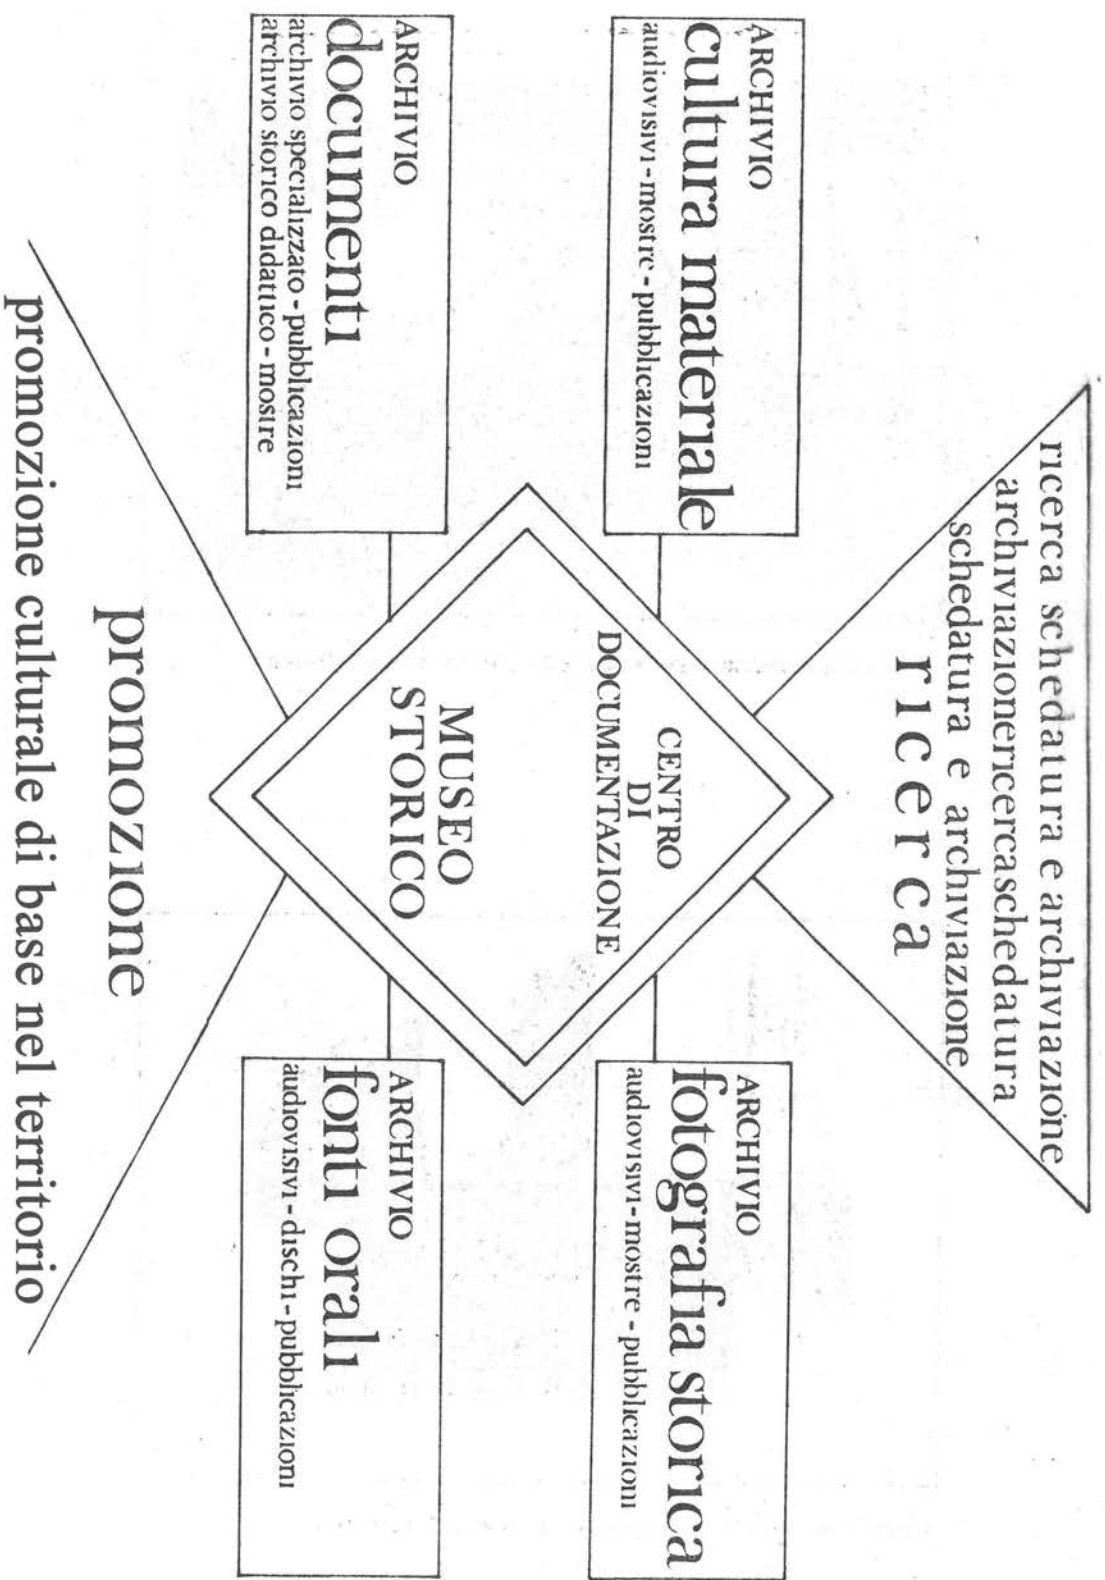 ricerca schedatura e archiviazione
archiviazionericercaschedatura
schedatura e archiviazione
ricerca
ARCHIVIO
cultura materiale
audiovisivi - mostre - pubblicazioni
ARCHIVIO
fotografia storica
audiovisivi - mostre - pubblicazioni
CENTRO
DI
DOCUMENTAZIONE
MUSEO
STORICO
ARCHIVIO
documenti
archivio specializzato - pubblicazioni
archivio storico didattico - mostre
ARCHIVIO
fonti orali
audiovisivi - dischi - pubblicazioni
promozione
promozione culturale di base nel territorio